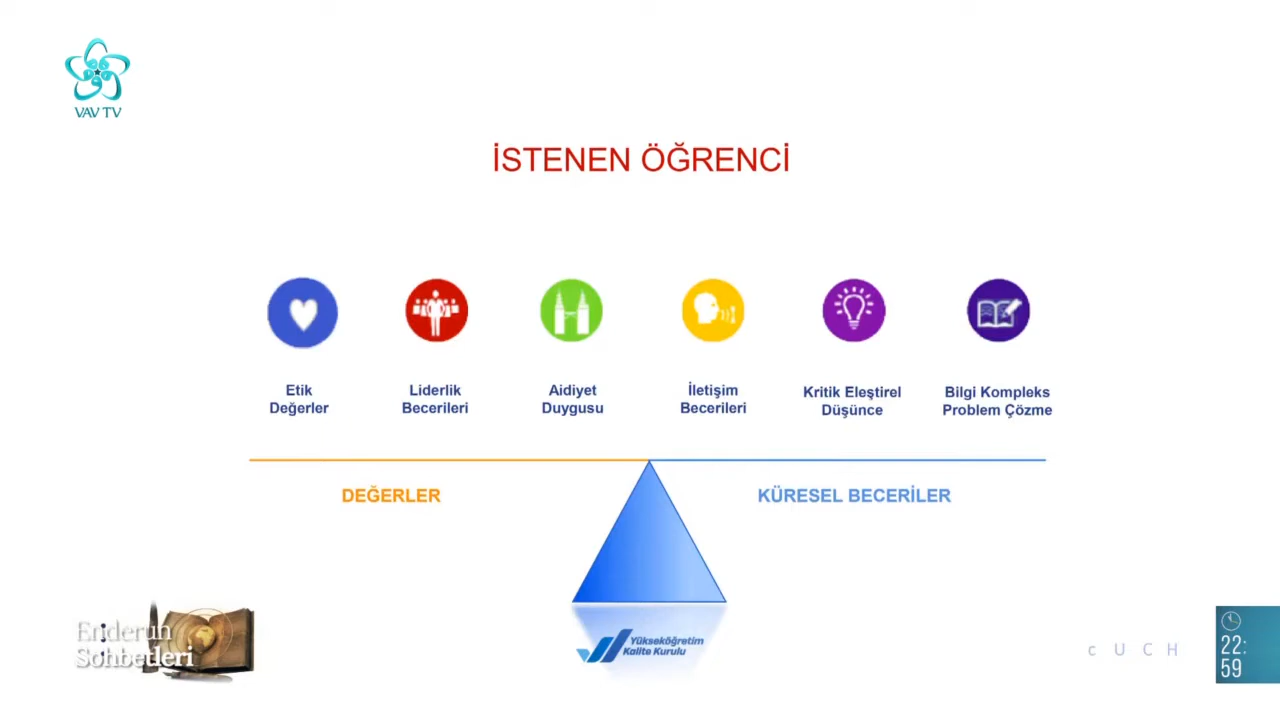 VAV TV
İSTENEN ÖĞRENCİ
Etik
Değerler
Liderlik
Becerileri
Aidiyet
Duygusu
İletişim
Becerileri
Kritik Eleştirel
Düşünce
Bilgi Kompleks
Problem Çözme
DEĞERLER
KÜRESEL BECERİLER
Yükseköğretim
Kalite Kurulu
Enderun
Sohbetleri
c U C H
22:
59